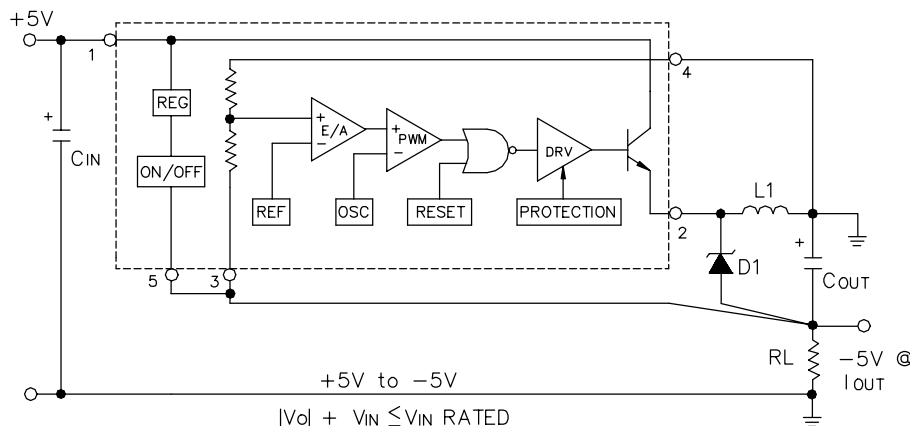 +5V
1
4
REG
+
E/A
−
+
PWM
−
DRV
+
CIN
ON/OFF
REF
OSC
RESET
PROTECTION
L1
2
+
5
3
D1
COUT
RL
−5V @
IOUT
+5V to −5V
|Vo| + VIN ≤ VIN RATED